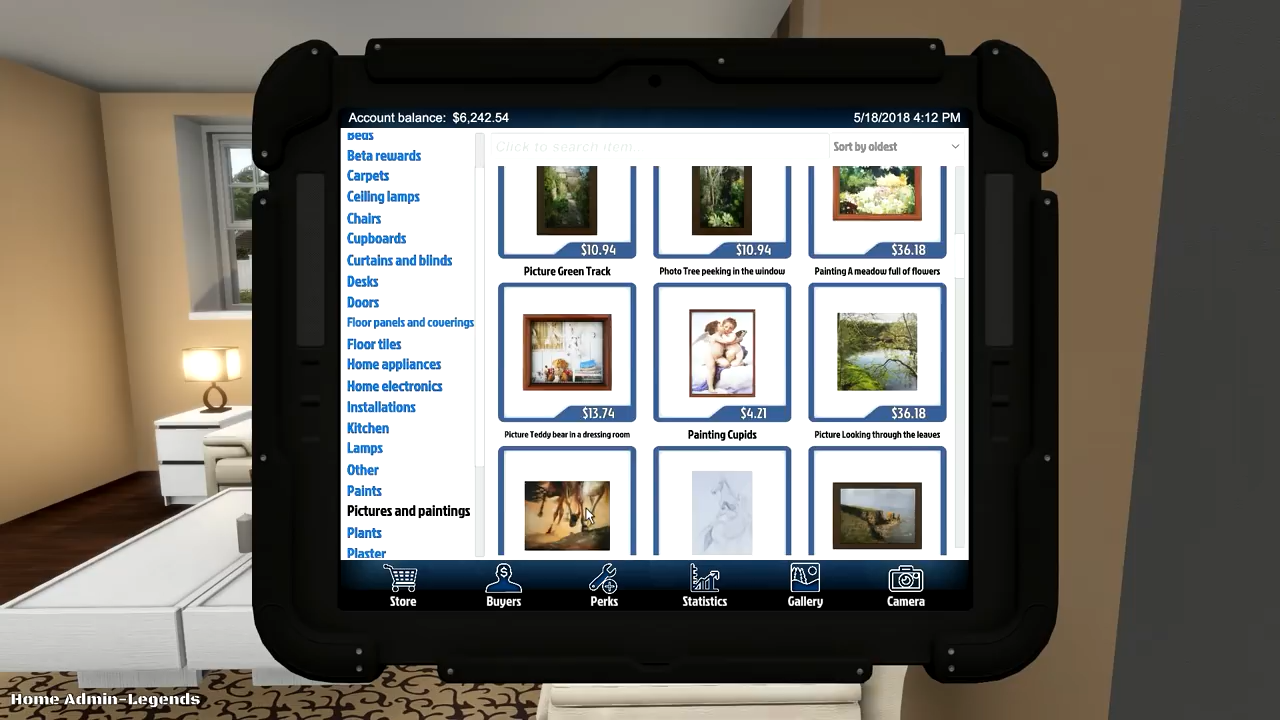 Account balance: $6,242.54
5/18/2018 4:12 PM
Beds
Beta rewards
Carpets
Ceiling lamps
Chairs
Cupboards
Curtains and blinds
Desks
Doors
Floor panels and coverings
Floor tiles
Home appliances
Home electronics
Installations
Kitchen
Lamps
Other
Paints
Pictures and paintings
Plants
Plaster
Click to search item...
Sort by oldest
$10.94
$10.94
$36.18
Picture Green Track
Photo Tree peeking in the window
Painting A meadow full of flowers
$13.74
$4.21
$36.18
Picture Teddy bear in a dressing room
Painting Cupids
Picture Looking through the leaves
Store
Buyers
Perks
Statistics
Gallery
Camera
Home Admin-Legends